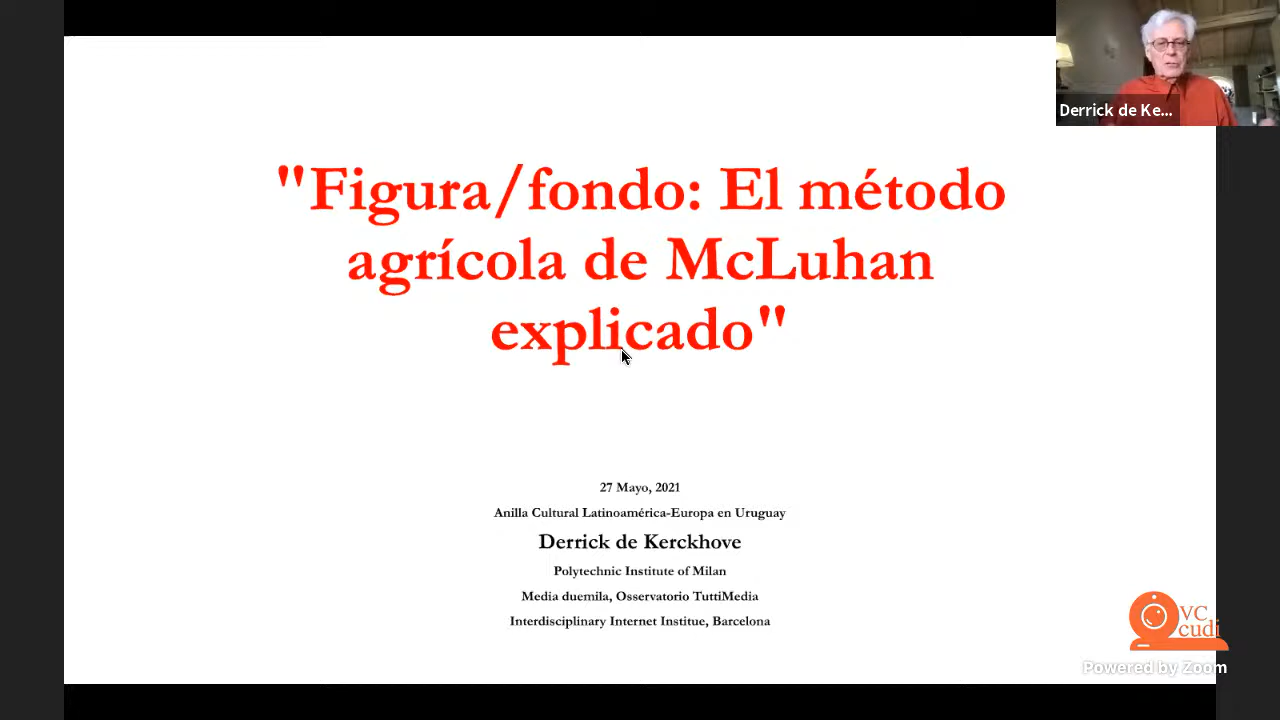 Derrick de Ke...
"Figura/fondo: El método
agrícola de McLuhan
explicado"
27 Mayo, 2021
Anilla Cultural Latinoamérica-Europa en Uruguay
Derrick de Kerckhove
Polytechnic Institute of Milan
Media duemila, Osservatorio TuttiMedia
Interdisciplinary Internet Institue, Barcelona
VC
cudi
Powered by Zoom